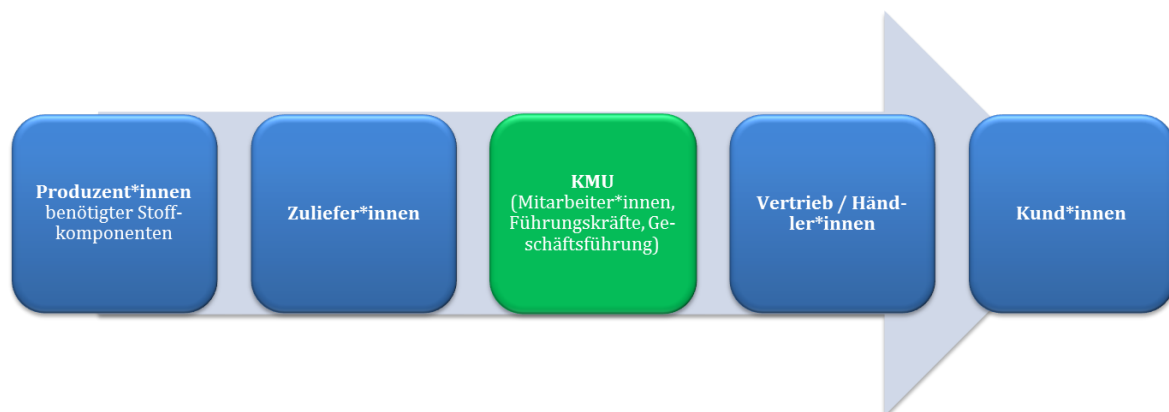 Produzent*innen
benötigter Stoff-
komponenten
Zuliefer*innen
KMU
(Mitarbeiter*innen,
Führungskräfte, Ge-
schäftsführung)
Vertrieb / Händ-
ler*innen
Kund*innen